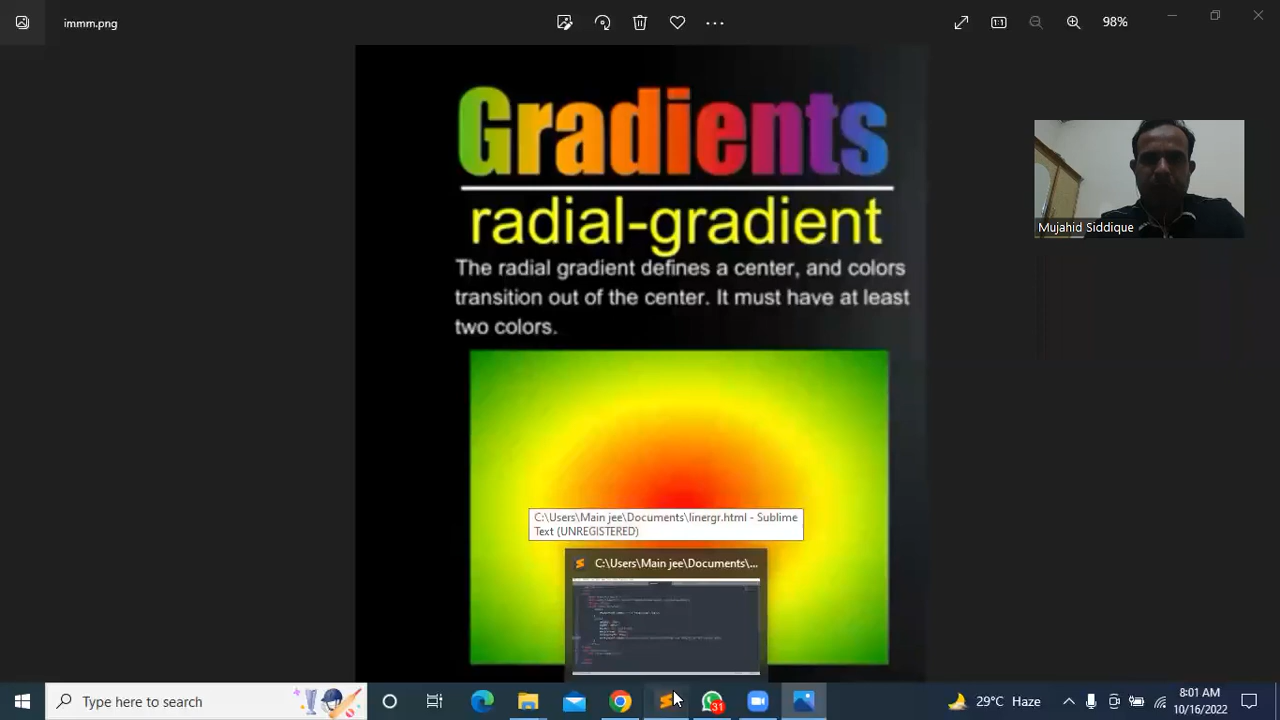 immm.png
98%
Gradients
radial-gradient
The radial gradient defines a center, and colors
transition out of the center. It must have at least
two colors.
Mujahid Siddique
C:\Users\Main jee\Documents\linergr.html - Sublime
Text (UNREGISTERED)
C:\Users\Main jee\Documents\...
Type here to search
31
29°C Haze
8:01 AM
10/16/2022